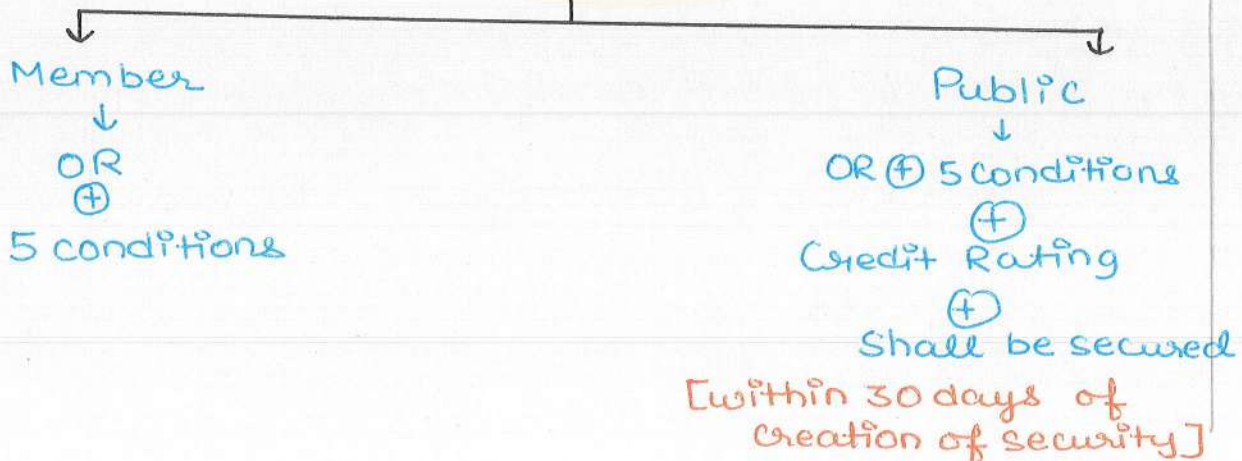 Member
↓
OR
⊕
5 conditions
Public
↓
OR ⊕ 5 conditions
⊕
Credit Rating
⊕
Shall be secured
[within 30 days of
creation of security]